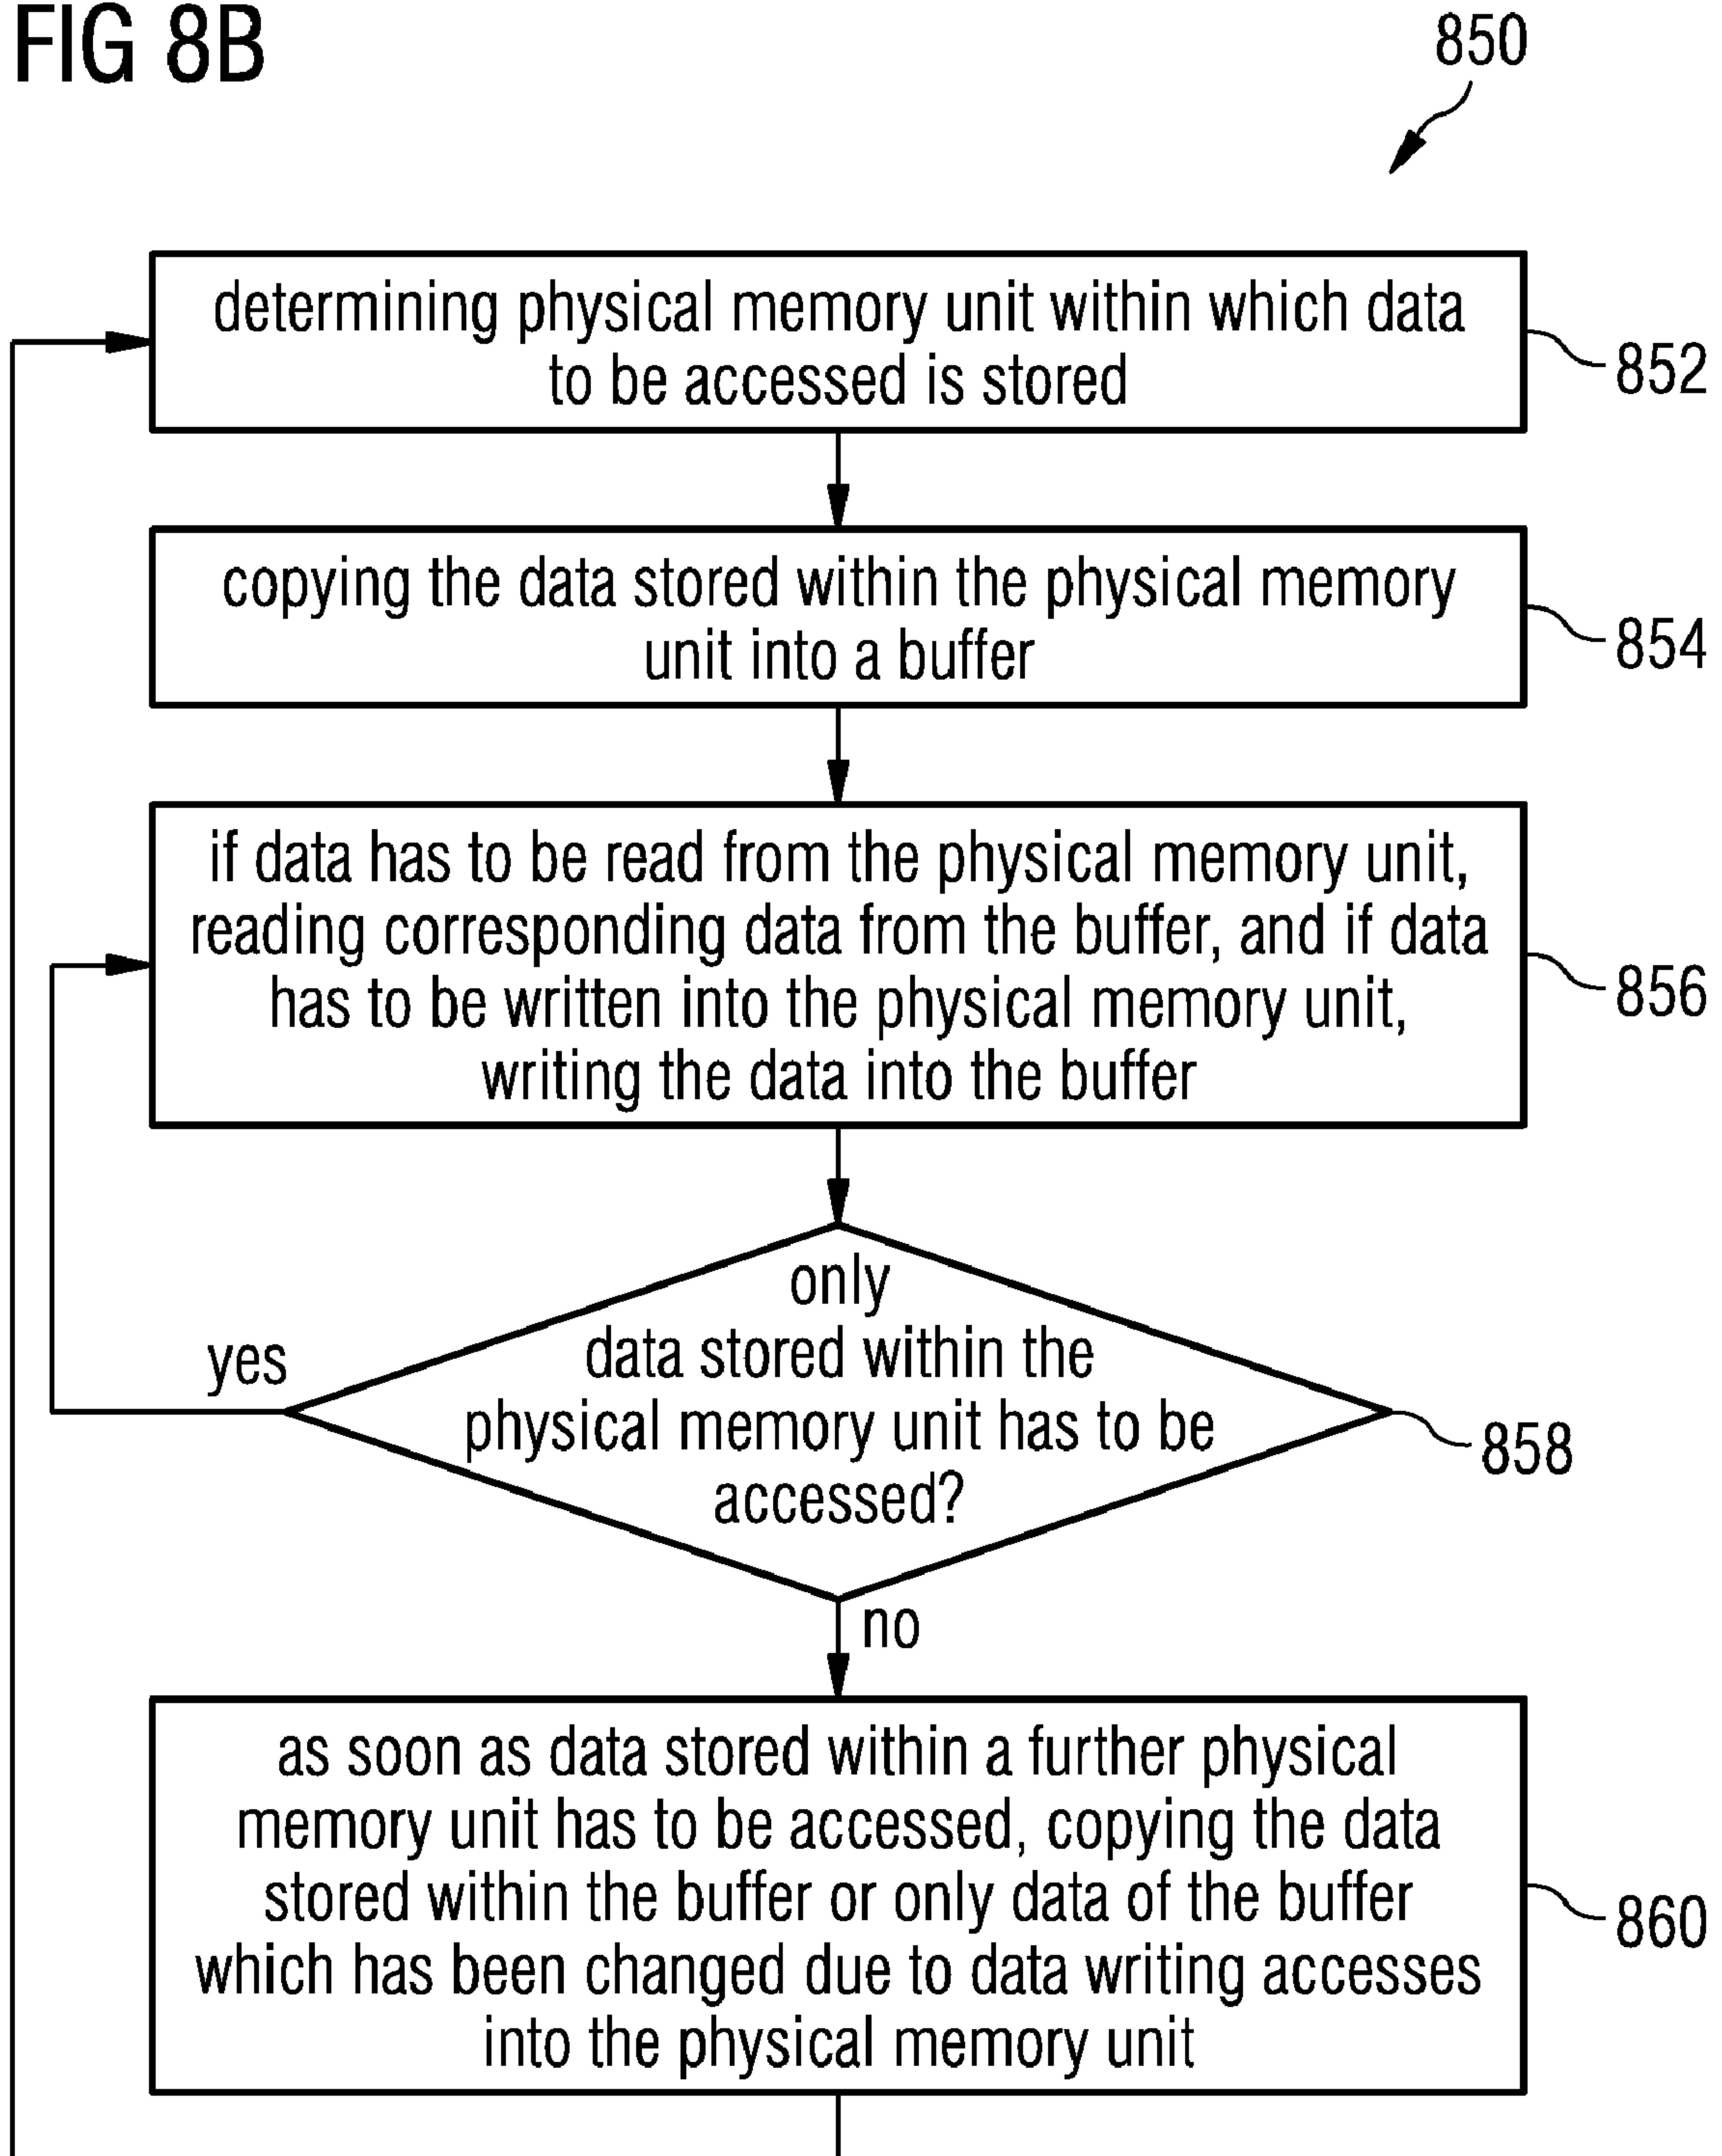 FIG 8B
850
determining physical memory unit within which data
to be accessed is stored
852
copying the data stored within the physical memory
unit into a buffer
854
if data has to be read from the physical memory unit,
reading corresponding data from the buffer, and if data
has to be written into the physical memory unit,
writing the data into the buffer
856
only
data stored within the
physical memory unit has to be
accessed?
yes
858
no
as soon as data stored within a further physical
memory unit has to be accessed, copying the data
stored within the buffer or only data of the buffer
which has been changed due to data writing accesses
into the physical memory unit
860